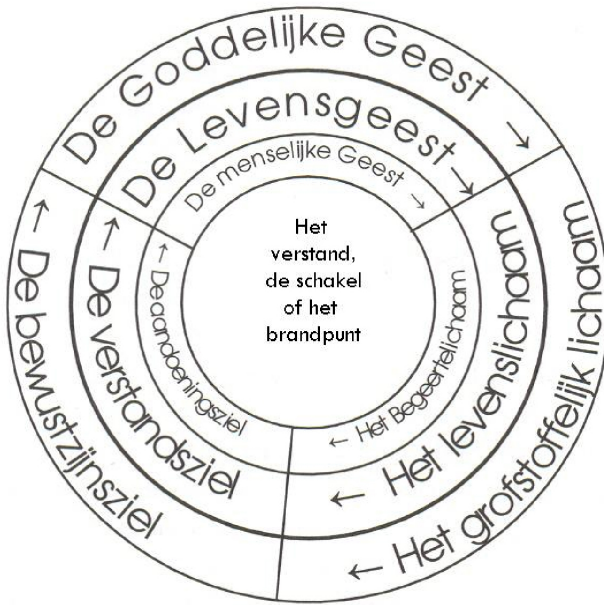 De Goddelijke Geest →
De Levensgeest →
De menselijke Geest →
Het
verstand,
de schakel
of het
brandpunt
← Het Begeertelichaam
← Het levenslichaam
← Het grofstoffelijk lichaam
← De aandoeningsziel
← De verstandsziel
← De bewustzijnsziel